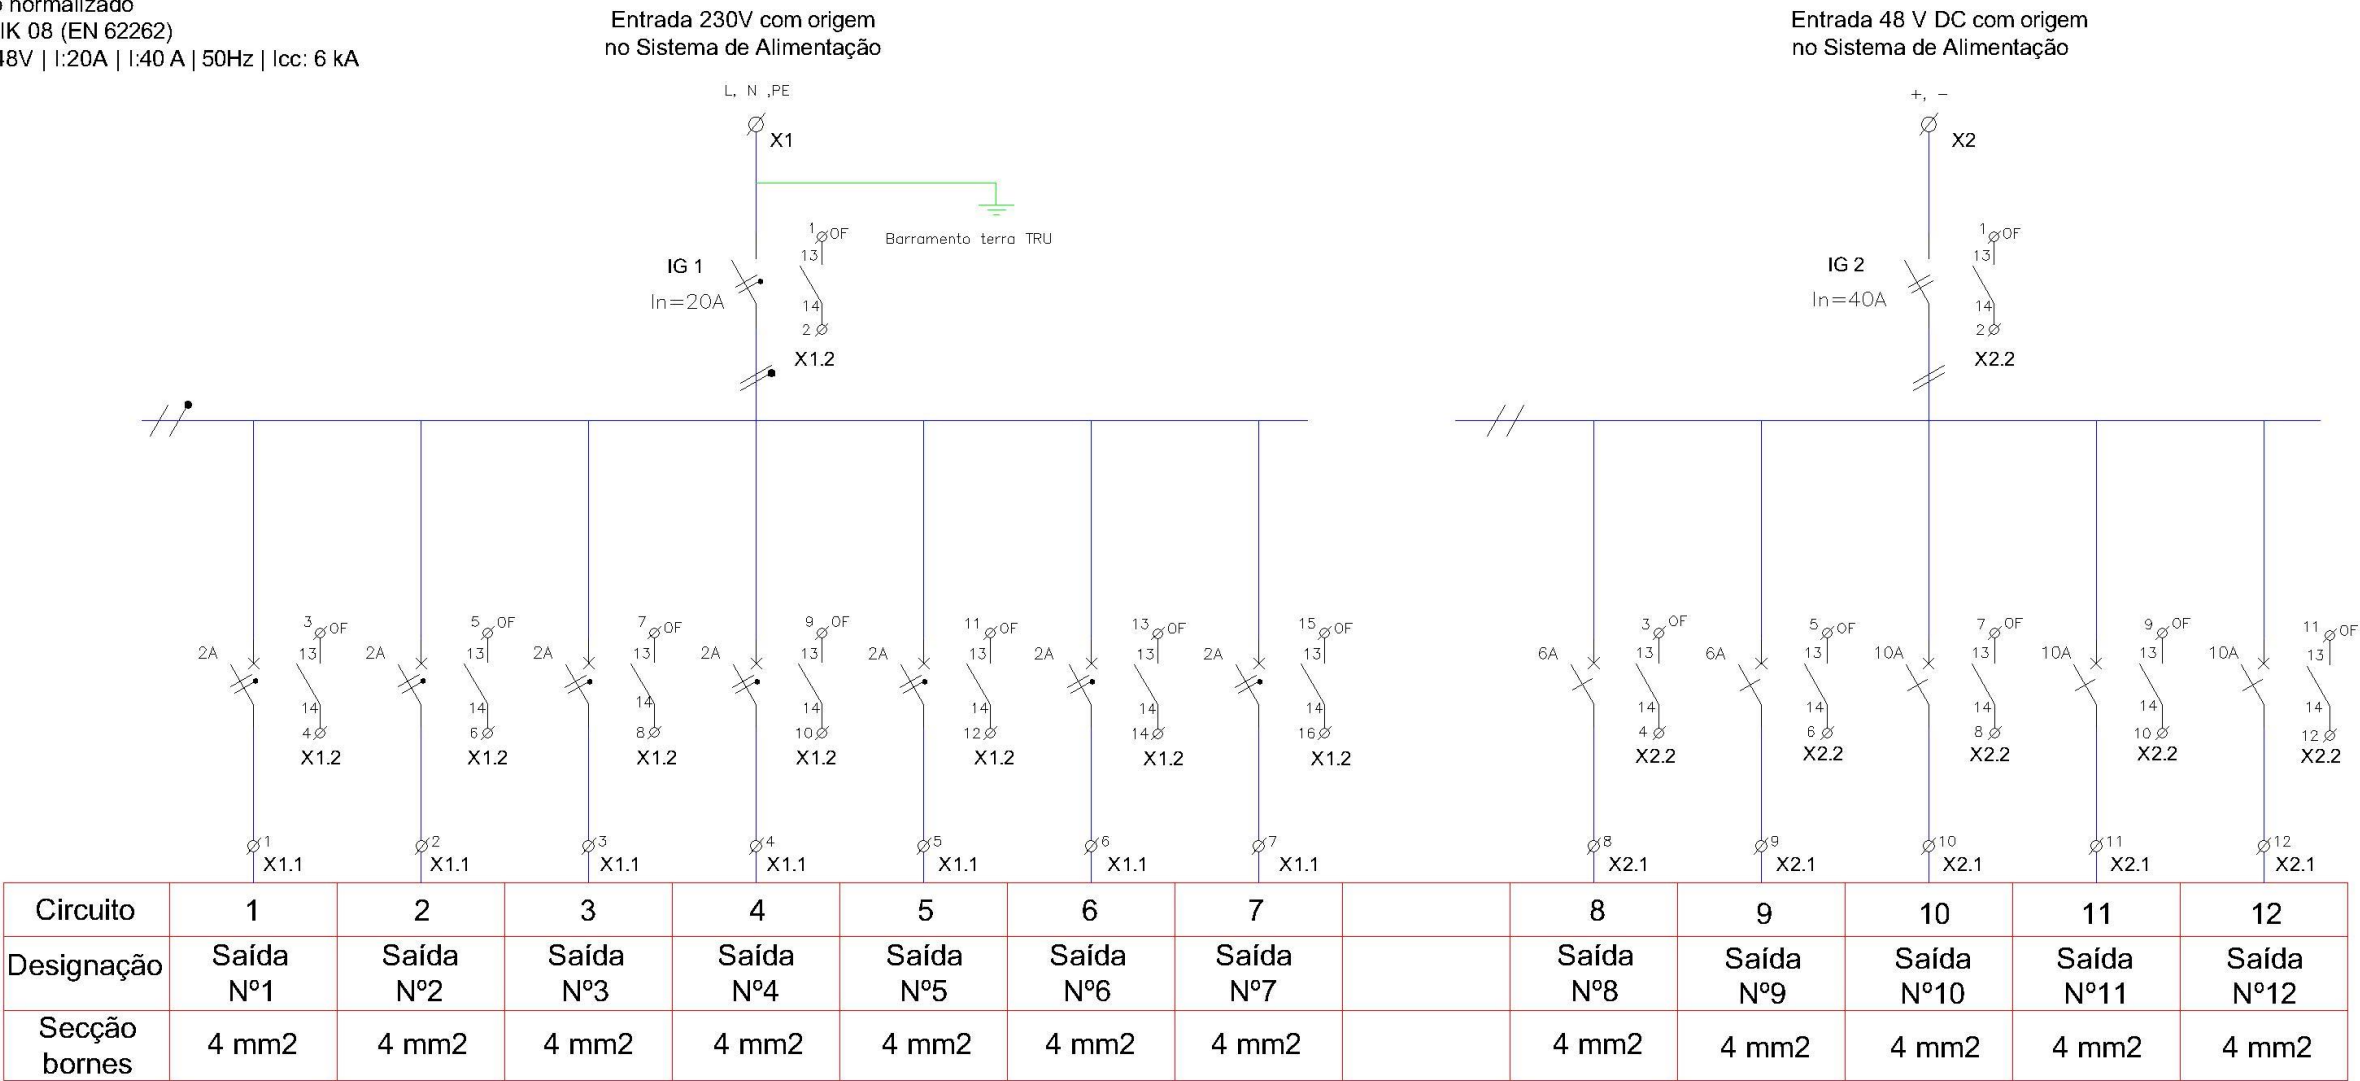 normalizado
IK 08 (EN 62262)
48V | I:20A | I:40 A | 50Hz | Icc: 6 kA
Entrada 230V com origem
no Sistema de Alimentação
Entrada 48 V DC com origem
no Sistema de Alimentação
L, N ,PE
+, −
X1
X2
Barramento terra TRU
IG 1
In=20A
1 OF
13
14
2
X1.2
IG 2
In=40A
1 OF
13
14
2
X2.2
3 OF 5 OF 7 OF 9 OF 11 OF 13 OF 15 OF 3 OF 5 OF 7 OF 9 OF 11 OF
2A 13 2A 13 2A 13 2A 13 2A 13 2A 13 2A 13 6A 13 6A 13 10A 13 10A 13 10A 13
14 14 14 14 14 14 14 14 14 14 14 14
4 6 8 10 12 14 16 4 6 8 10 12
X1.2 X1.2 X1.2 X1.2 X1.2 X1.2 X1.2 X2.2 X2.2 X2.2 X2.2 X2.2
1 2 3 4 5 6 7 8 9 10 11 12
X1.1 X1.1 X1.1 X1.1 X1.1 X1.1 X1.1 X2.1 X2.1 X2.1 X2.1 X2.1
Circuito 1 2 3 4 5 6 7 8 9 10 11 12
Designação Saída Saída Saída Saída Saída Saída Saída Saída Saída Saída Saída Saída
Nº1 Nº2 Nº3 Nº4 Nº5 Nº6 Nº7 Nº8 Nº9 Nº10 Nº11 Nº12
Secção
bornes 4 mm2 4 mm2 4 mm2 4 mm2 4 mm2 4 mm2 4 mm2 4 mm2 4 mm2 4 mm2 4 mm2 4 mm2